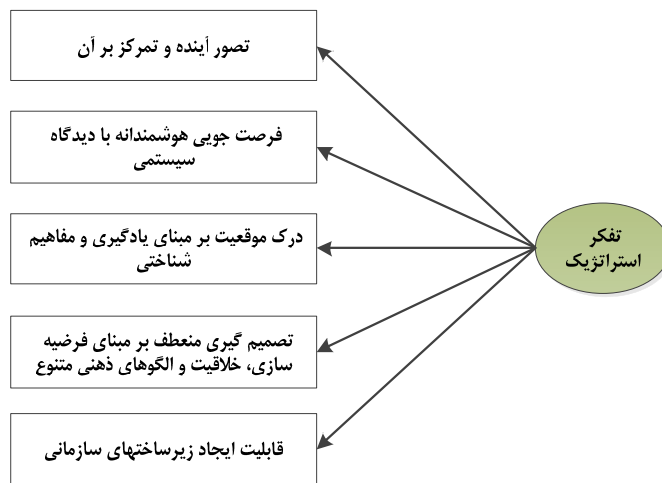 تصور آینده و تمرکز بر آن
فرصت جویی هوشمندانه با دیدگاه
سیستمی
درک موقعیت بر مبنای یادگیری و مفاهیم
شناختی
تصمیم گیری منعطف بر مبنای فرضیه
سازی، خلاقیت و الگوهای ذهنی متنوع
قابلیت ایجاد زیرساختهای سازمانی
تفکر
استراتژیک